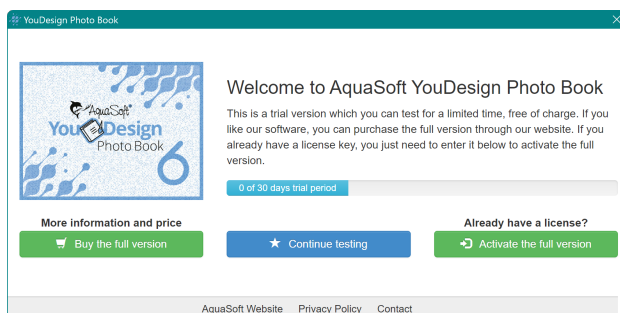 YouDesign Photo Book
AquaSoft
YouDesign
Photo Book
6
Welcome to AquaSoft YouDesign Photo Book
This is a trial version which you can test for a limited time, free of charge. If you
like our software, you can purchase the full version through our website. If you
already have a license key, you just need to enter it below to activate the full
version.
0 of 30 days trial period
More information and price
Buy the full version
Continue testing
Already have a license?
Activate the full version
AquaSoft Website Privacy Policy Contact